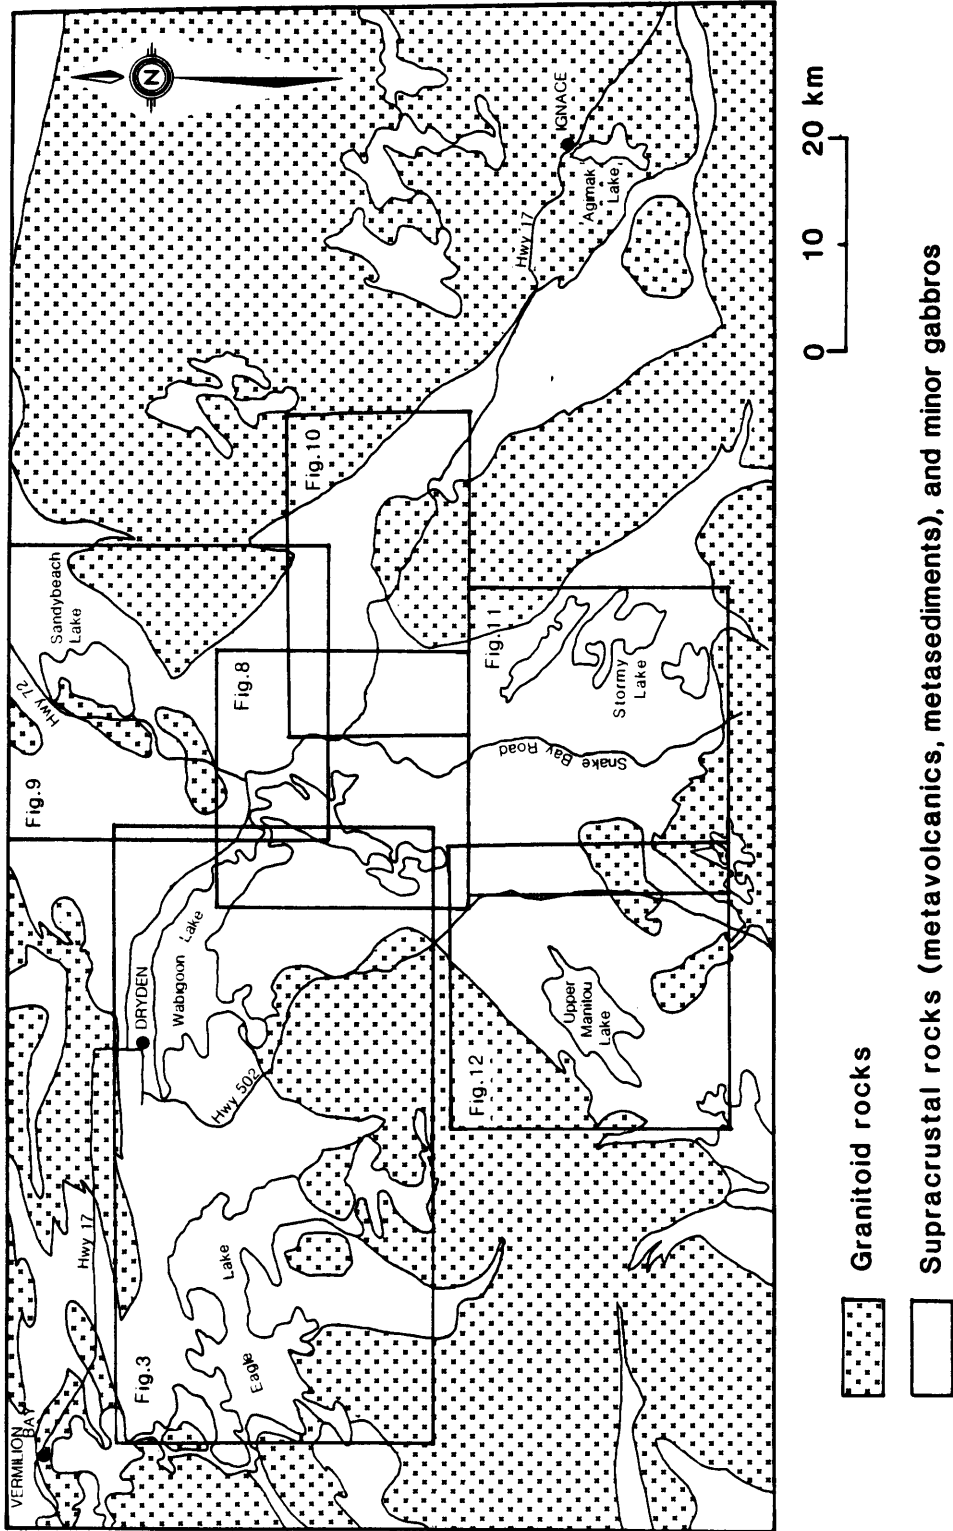 VERMILION
BAY
Hwy 17
Fig.3
Eagle
Lake
Hwy 502
DRYDEN
Wabigoon Lake
Fig.9
Hwy 72
Sandybeach
Lake
Fig.8
Fig.10
Fig.12
Upper
Manitou
Lake
Snake Bay Road
Fig.11
Stormy
Lake
Hwy 17
IGNACE
Agimak
Lake
N
0 10 20 km
Granitoid rocks
Supracrustal rocks (metavolcanics, metasediments), and minor gabbros